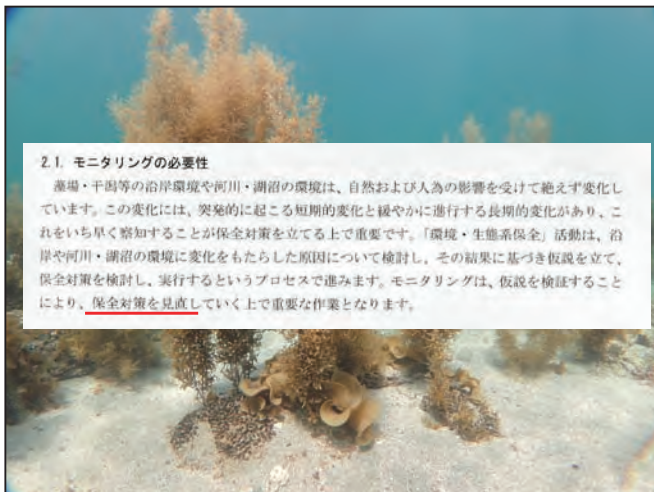 2.1. モニタリングの必要性
藻場・干潟等の沿岸環境や河川・湖沼の環境は、自然および人為の影響を受けて絶えず変化し
ています。この変化には、突発的に起こる短期的変化と緩やかに進行する長期的変化があり、こ
れをいち早く察知することが保全対策を立てる上で重要です。「環境・生態系保全」活動は、沿
岸や河川・湖沼の環境に変化をもたらした原因について検討し、その結果に基づき仮説を立て、
保全対策を検討し、実行するというプロセスで進みます。モニタリングは、仮説を検証すること
により、保全対策を見直していく上で重要な作業となります。